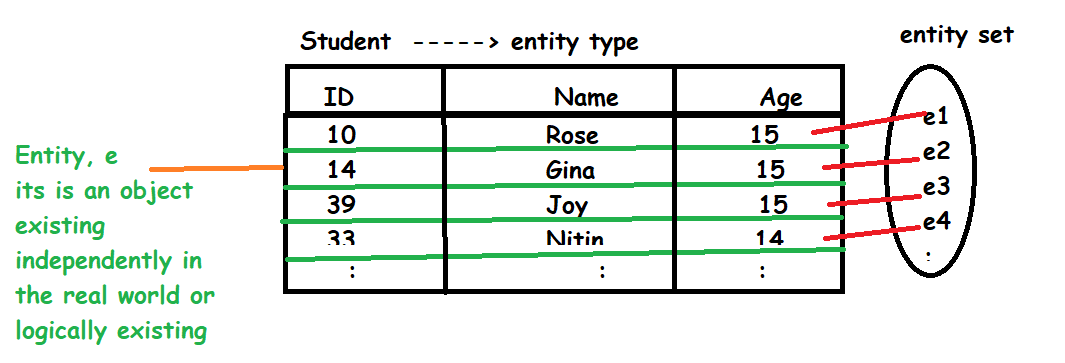 Student -----> entity type
entity set
ID Name Age
10 Rose 15
14 Gina 15
39 Joy 15
33 Nitin 14
: : :
e1
e2
e3
e4
:
Entity, e
its is an object
existing
independently in
the real world or
logically existing